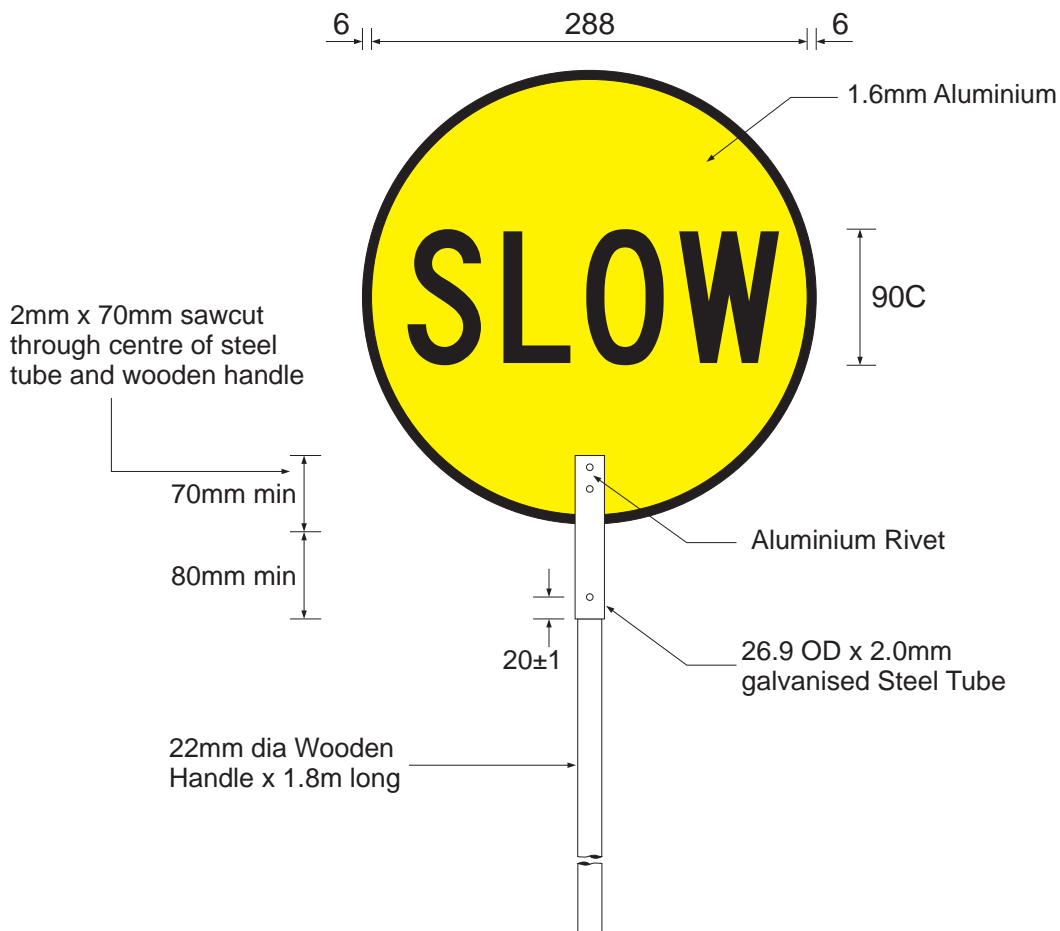 6 288 6
1.6mm Aluminium
SLOW
90C
2mm x 70mm sawcut
through centre of steel
tube and wooden handle
70mm min
Aluminium Rivet
80mm min
20±1
26.9 OD x 2.0mm
galvanised Steel Tube
22mm dia Wooden
Handle x 1.8m long